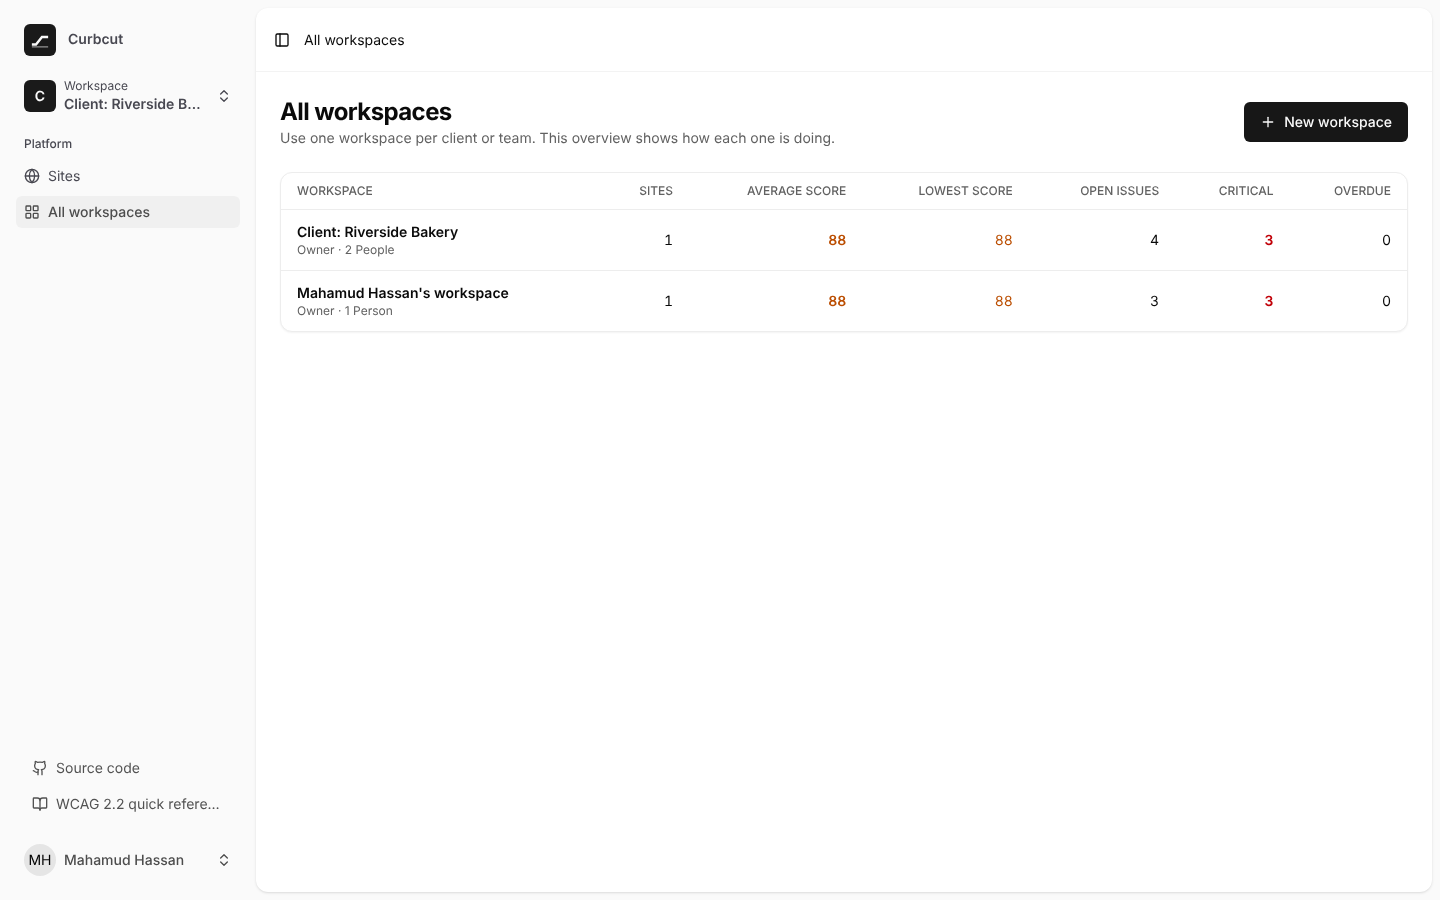 Curbcut
C
Workspace
Client: Riverside B...
Platform
Sites
All workspaces
Source code
WCAG 2.2 quick refere...
MH Mahamud Hassan
All workspaces
All workspaces
Use one workspace per client or team. This overview shows how each one is doing.
New workspace
WORKSPACE SITES AVERAGE SCORE LOWEST SCORE OPEN ISSUES CRITICAL OVERDUE
Client: Riverside Bakery
Owner · 2 People
1 88 88 4 3 0
Mahamud Hassan's workspace
Owner · 1 Person
1 88 88 3 3 0